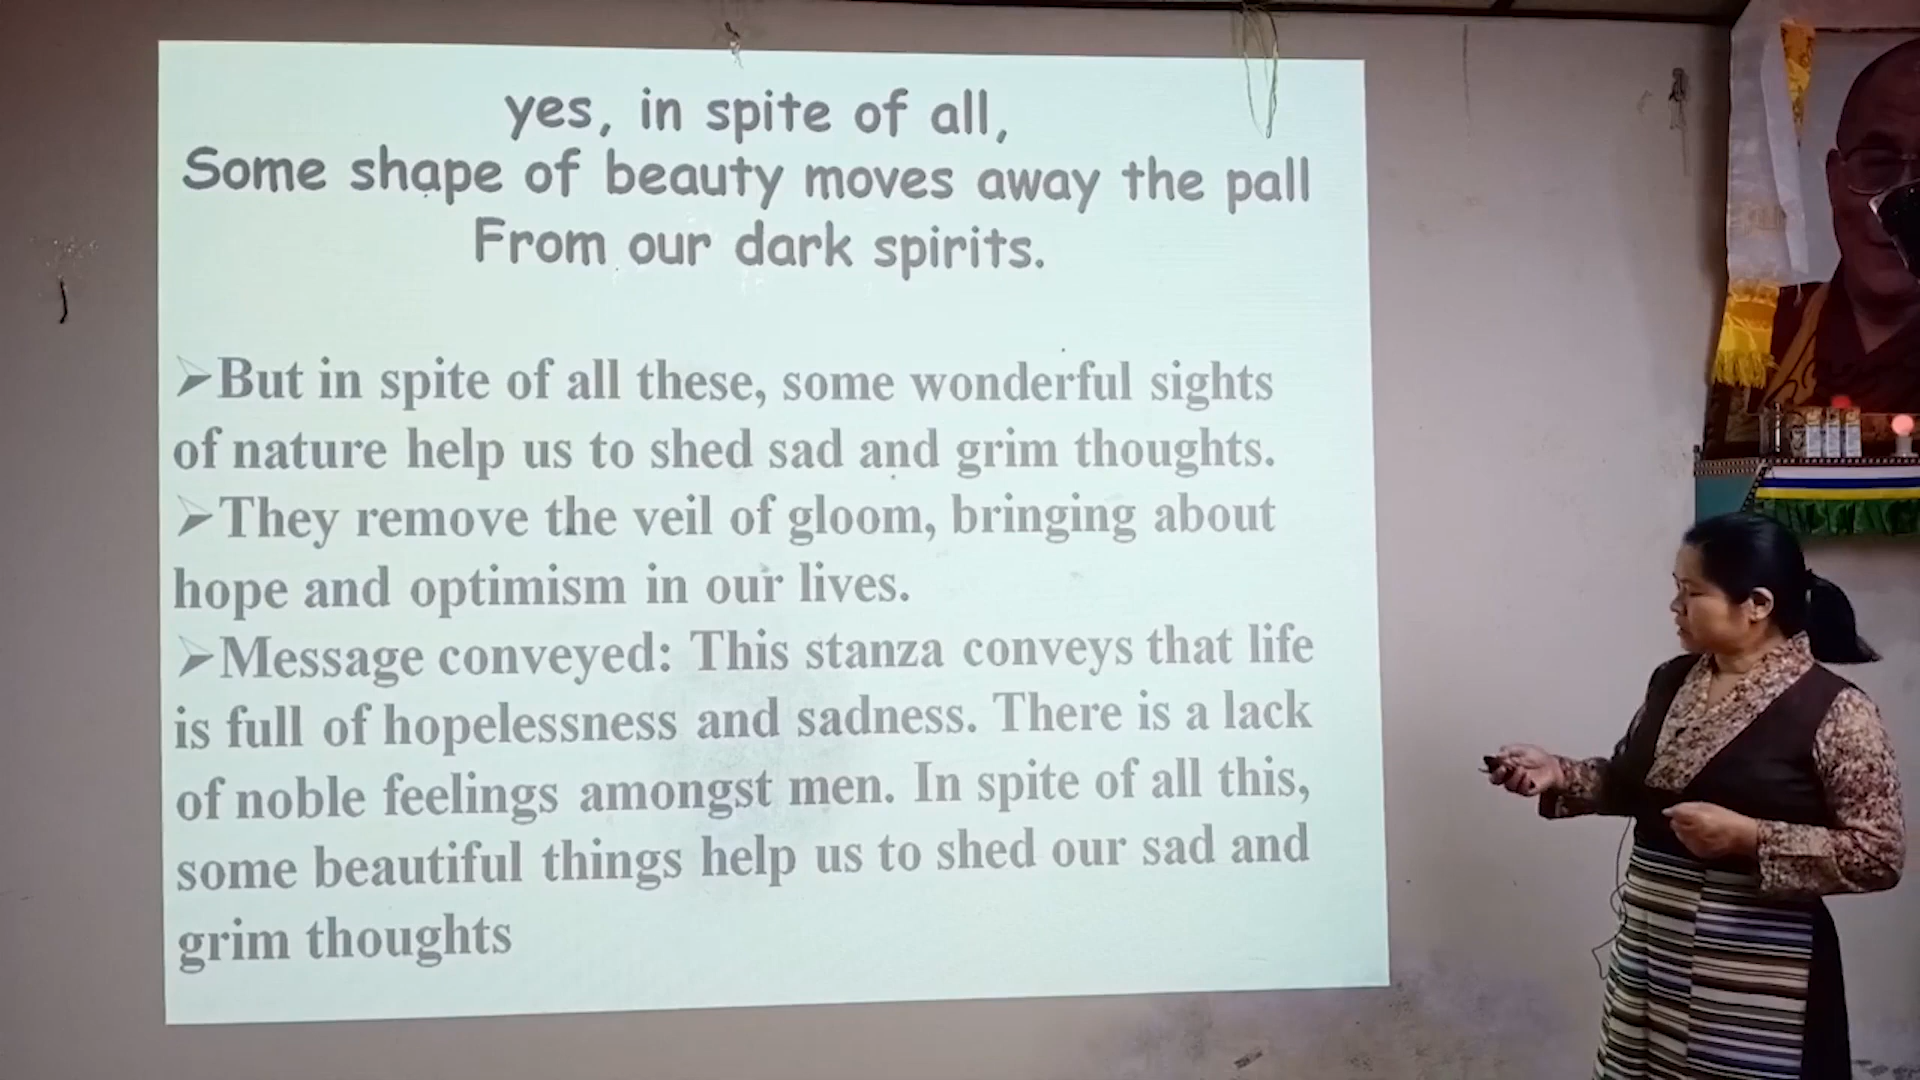 yes, in spite of all,
Some shape of beauty moves away the pall
From our dark spirits.
➢But in spite of all these, some wonderful sights
of nature help us to shed sad and grim thoughts.
➢They remove the veil of gloom, bringing about
hope and optimism in our lives.
➢Message conveyed: This stanza conveys that life
is full of hopelessness and sadness. There is a lack
of noble feelings amongst men. In spite of all this,
some beautiful things help us to shed our sad and
grim thoughts